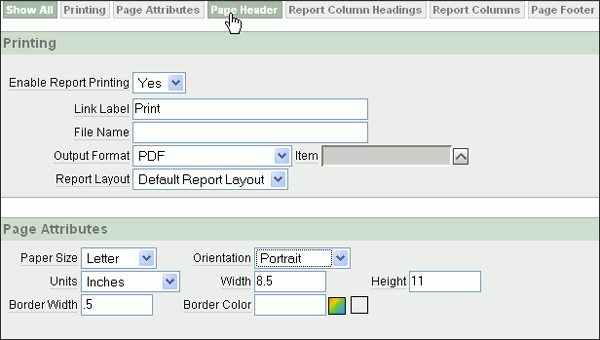 Show All Printing Page Attributes Page Header Report Column Headings Report Columns Page Footer
Printing
Enable Report Printing Yes
Link Label Print
File Name
Output Format PDF Item
Report Layout Default Report Layout
Page Attributes
Paper Size Letter Orientation Portrait
Units Inches Width 8.5 Height 11
Border Width .5 Border Color